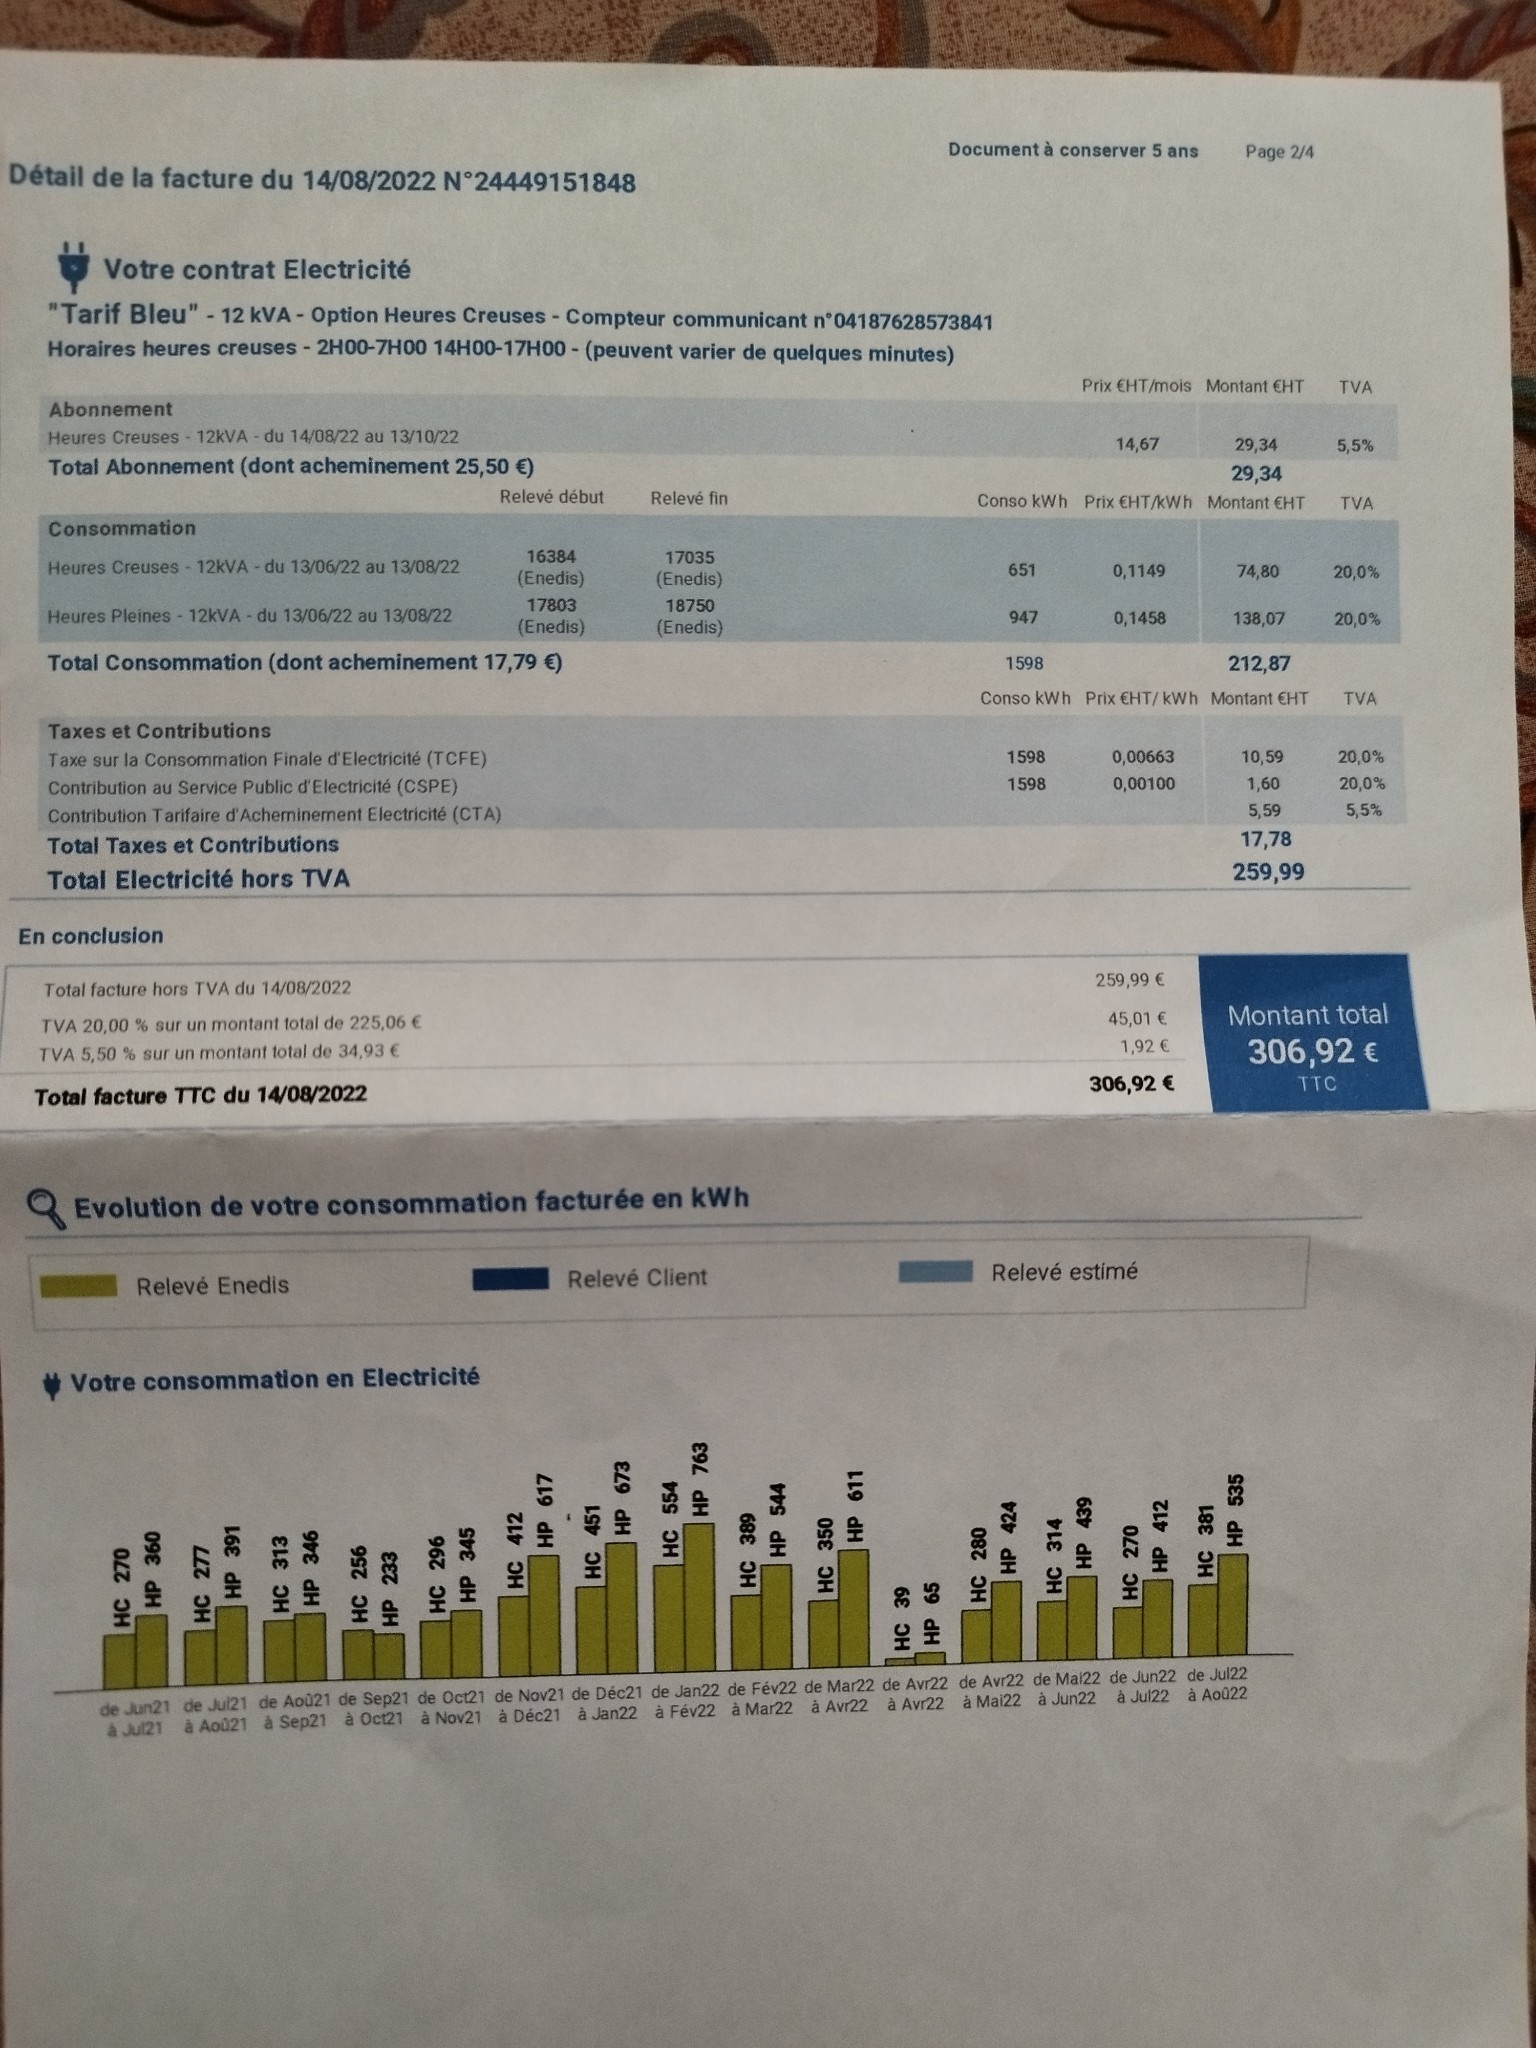 Document à conserver 5 ans Page 2/4
Détail de la facture du 14/08/2022 N°24449151848
Votre contrat Electricité
"Tarif Bleu" - 12 kVA - Option Heures Creuses - Compteur communicant n°04187628573841
Horaires heures creuses - 2H00-7H00 14H00-17H00 - (peuvent varier de quelques minutes)
Prix €HT/mois Montant €HT TVA
Abonnement
Heures Creuses - 12kVA - du 14/08/22 au 13/10/22 14,67 29,34 5,5%
Total Abonnement (dont acheminement 25,50 €) 29,34
Relevé début Relevé fin Conso kWh Prix €HT/kWh Montant €HT TVA
Consommation
Heures Creuses - 12kVA - du 13/06/22 au 13/08/22 16384 17035 651 0,1149 74,80 20,0%
(Enedis) (Enedis)
Heures Pleines - 12kVA - du 13/06/22 au 13/08/22 17803 18750 947 0,1458 138,07 20,0%
(Enedis) (Enedis)
Total Consommation (dont acheminement 17,79 €) 1598 212,87
Conso kWh Prix €HT/ kWh Montant €HT TVA
Taxes et Contributions
Taxe sur la Consommation Finale d'Electricité (TCFE) 1598 0,00663 10,59 20,0%
Contribution au Service Public d'Electricité (CSPE) 1598 0,00100 1,60 20,0%
Contribution Tarifaire d'Acheminement Electricité (CTA) 5,59 5,5%
Total Taxes et Contributions 17,78
Total Electricité hors TVA 259,99
En conclusion
Total facture hors TVA du 14/08/2022 259,99 €
TVA 20,00 % sur un montant total de 225,06 € 45,01 €
TVA 5,50 % sur un montant total de 34,93 € 1,92 €
Total facture TTC du 14/08/2022 306,92 €
Montant total
306,92 €
TTC
Evolution de votre consommation facturée en kWh
Relevé Enedis Relevé Client Relevé estimé
Votre consommation en Electricité
HC 270 HP 360 HC 277 HP 391 HC 313 HP 346 HC 256 HP 233 HC 296 HP 345 HC 412 HP 617 HC 451 HP 673 HC 554 HP 763 HC 389 HP 544 HC 350 HP 611 HC 39 HP 65 HC 280 HP 424 HC 314 HP 439 HC 270 HP 412 HC 381 HP 535
de Jun21 de Jul21 de Aoû21 de Sep21 de Oct21 de Nov21 de Déc21 de Jan22 de Fév22 de Mar22 de Avr22 de Avr22 de Mai22 de Jun22 de Jul22
à Jul21 à Aoû21 à Sep21 à Oct21 à Nov21 à Déc21 à Jan22 à Fév22 à Mar22 à Avr22 à Avr22 à Mai22 à Jun22 à Jul22 à Aoû22